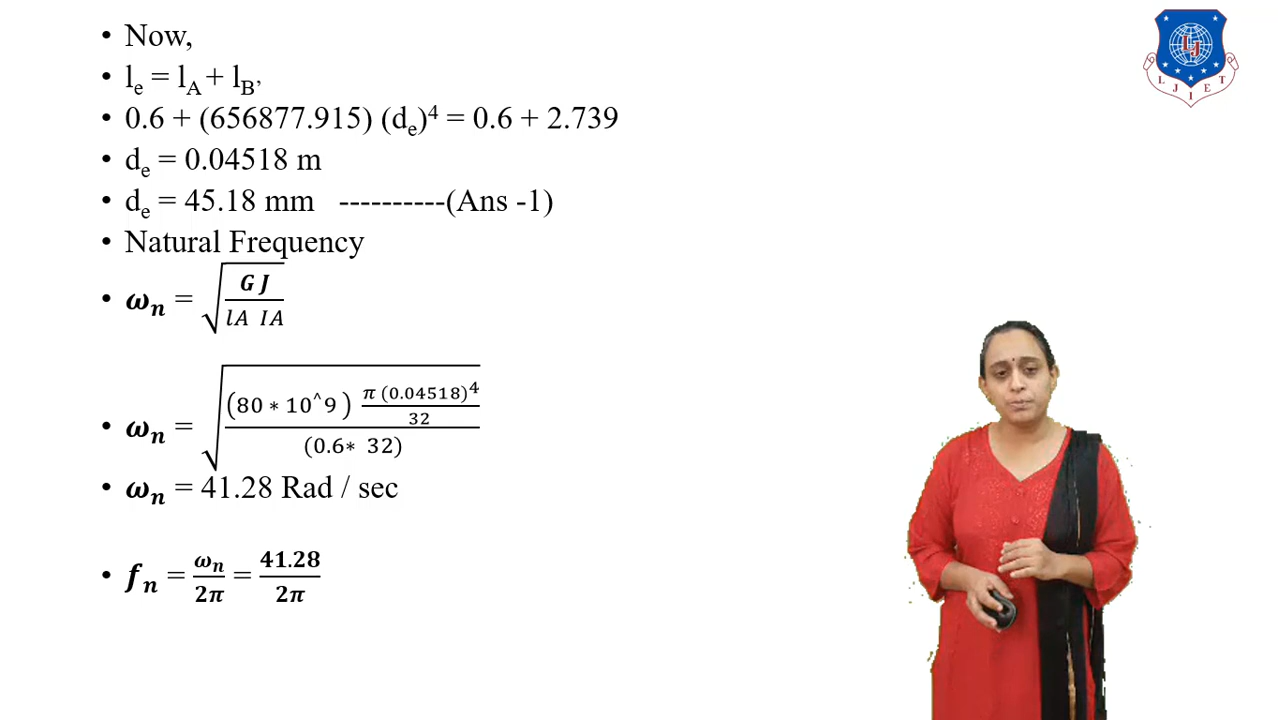 • Now,
• lₑ = l_A + l_B'
• 0.6 + (656877.915) (dₑ)⁴ = 0.6 + 2.739
• dₑ = 0.04518 m
• dₑ = 45.18 mm ----------(Ans -1)
• Natural Frequency
• ωₙ = √(G J / lA IA)
• ωₙ = √((80 * 10^9) (π (0.04518)⁴ / 32) / (0.6* 32))
• ωₙ = 41.28 Rad / sec
• fₙ = ωₙ / 2π = 41.28 / 2π
L J I E T